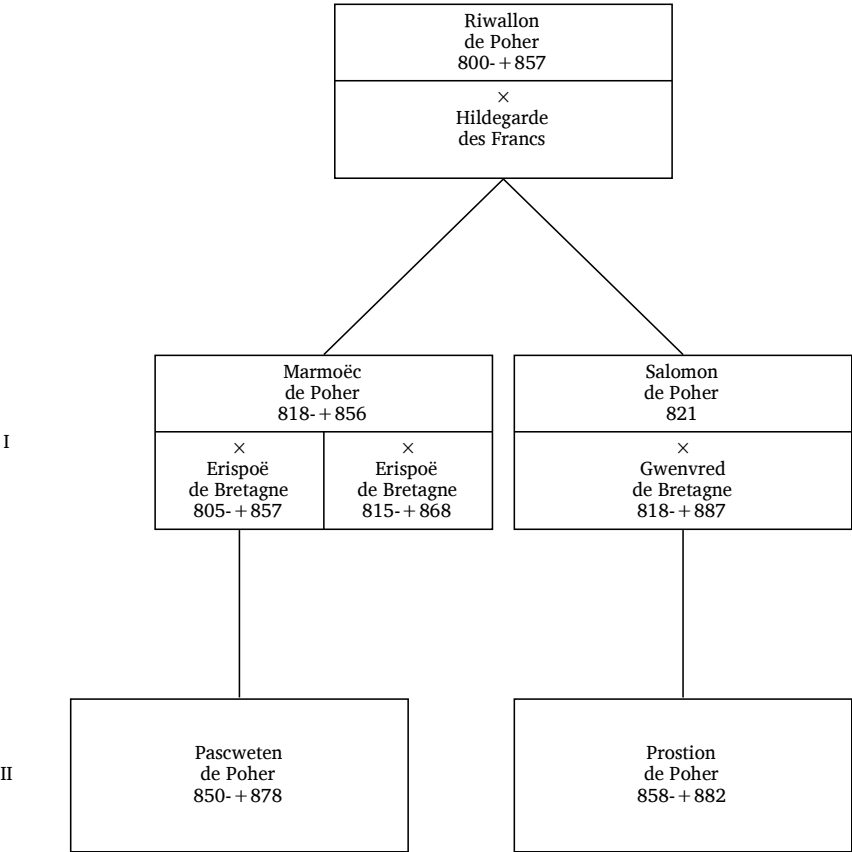 Riwallon
de Poher
800-+857
×
Hildegarde
des Francs
Marmoëc
de Poher
818-+856
Salomon
de Poher
821
I
×
Erispoë
de Bretagne
805-+857
×
Erispoë
de Bretagne
815-+868
×
Gwenvred
de Bretagne
818-+887
II
Pascweten
de Poher
850-+878
Prostion
de Poher
858-+882